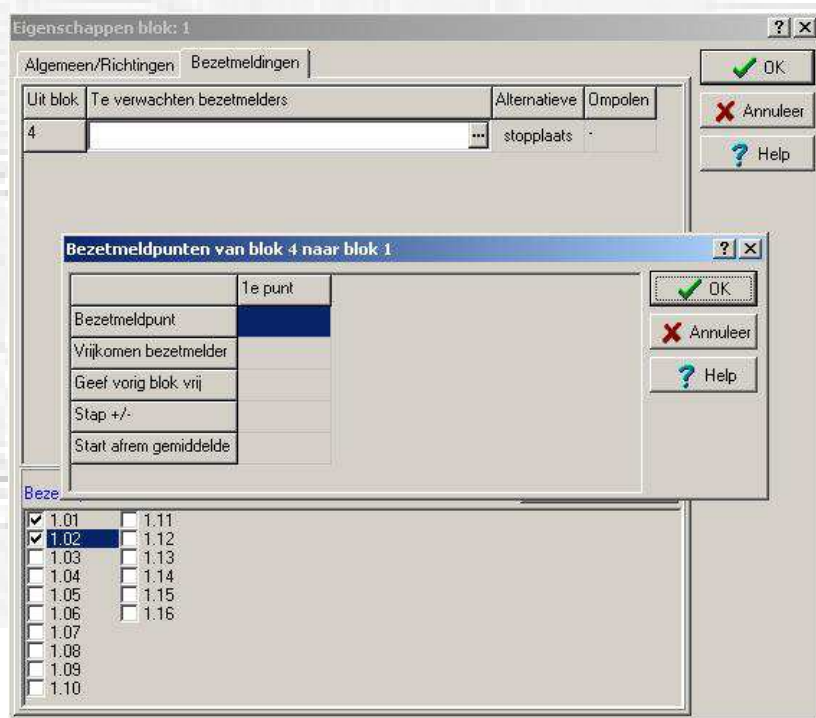 Eigenschappen blok: 1
Algemeen/Richtingen Bezetmeldingen
OK
Annuleer
Help
Uit blok Te verwachten bezetmelders Alternatieve Ompolen
4 ... stopplaats -
Bezetmeldpunten van blok 4 naar blok 1
1e punt
Bezetmeldpunt
Vrijkomen bezetmelder
Geef vorig blok vrij
Stap +/-
Start afrem gemiddelde
OK
Annuleer
Help
Beze
1.01 1.11
1.02 1.12
1.03 1.13
1.04 1.14
1.05 1.15
1.06 1.16
1.07
1.08
1.09
1.10